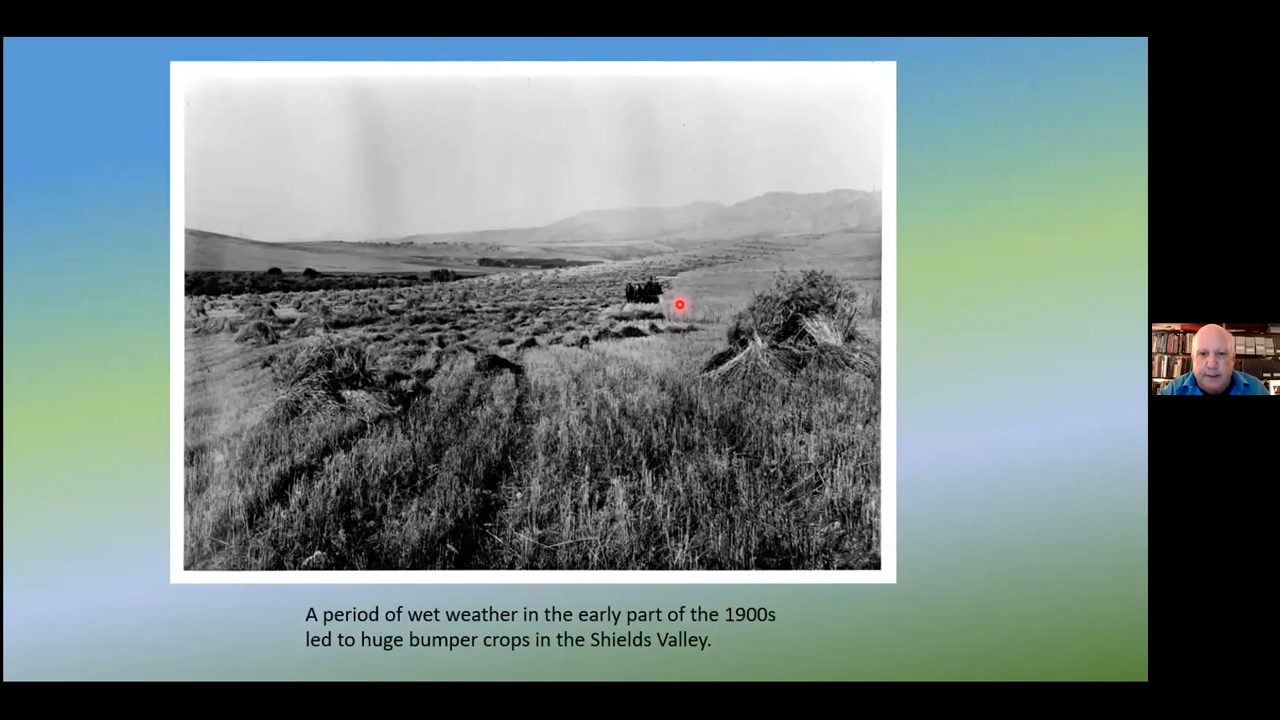 A period of wet weather in the early part of the 1900s
led to huge bumper crops in the Shields Valley.